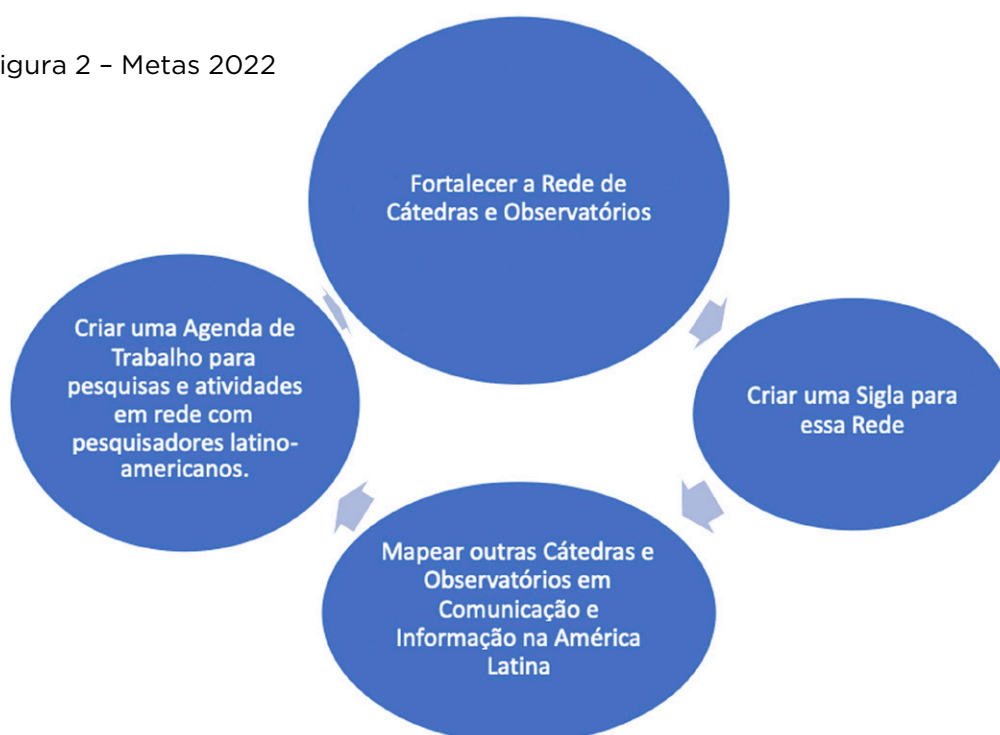 igura 2 – Metas 2022
Fortalecer a Rede de
Cátedras e Observatórios
Criar uma Sigla para
essa Rede
Mapear outras Cátedras e
Observatórios em
Comunicação e
Informação na América
Latina
Criar uma Agenda de
Trabalho para
pesquisas e atividades
em rede com
pesquisadores latino-
americanos.